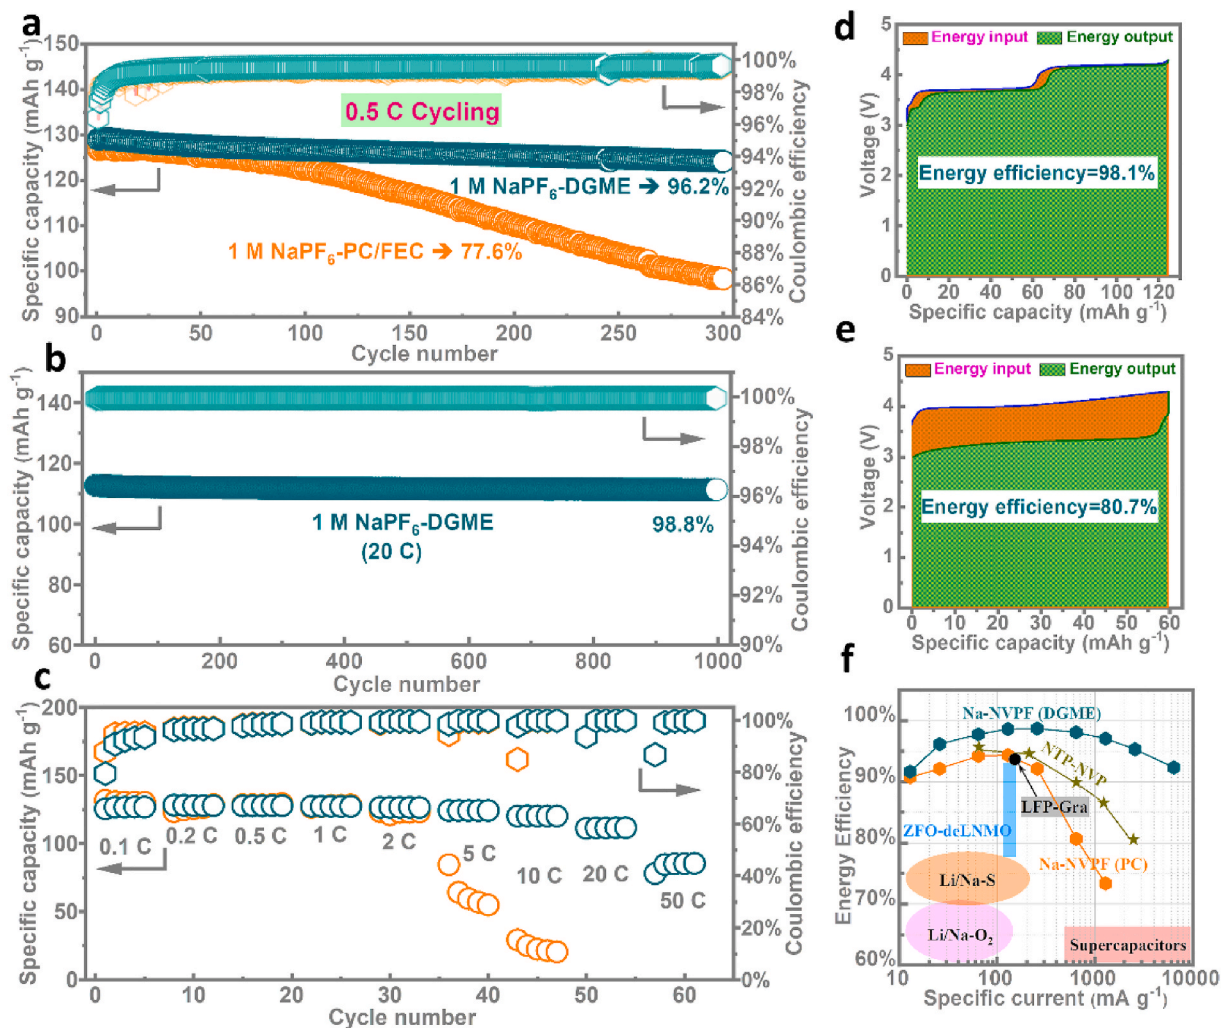 a
150
140
130
120
110
100
90
Specific capacity (mAh g⁻¹)
100%
98%
96%
94%
92%
90%
88%
86%
84%
Coulombic efficiency
0.5 C Cycling
1 M NaPF₆-DGME ➔ 96.2%
1 M NaPF₆-PC/FEC ➔ 77.6%
0 50 100 150 200 250 300
Cycle number
b
140
120
110
100
80
60
Specific capacity (mAh g⁻¹)
100%
98%
96%
94%
92%
90%
Coulombic efficiency
1 M NaPF₆-DGME
(20 C)
98.8%
0 200 400 600 800 1000
Cycle number
c
200
150
100
50
0
Specific capacity (mAh g⁻¹)
100%
80%
60%
40%
20%
0%
Coulombic efficiency
0.1 C 0.2 C 0.5 C 1 C 2 C 5 C 10 C 20 C 50 C
0 10 20 30 40 50 60
Cycle number
d
5
4
3
2
1
0
Voltage (V)
Energy input Energy output
Energy efficiency=98.1%
0 20 40 60 80 100 120
Specific capacity (mAh g⁻¹)
e
5
4
3
2
1
0
Voltage (V)
Energy input Energy output
Energy efficiency=80.7%
0 10 20 30 40 50 60
Specific capacity (mAh g⁻¹)
f
100%
90%
80%
70%
60%
Energy Efficiency
Na-NVPF (DGME)
NTP-NVP
LFP-Gra
ZFO-deLNMO
Na-NVPF (PC)
Li/Na-S
Li/Na-O₂
Supercapacitors
10 100 1000 10000
Specific current (mA g⁻¹)